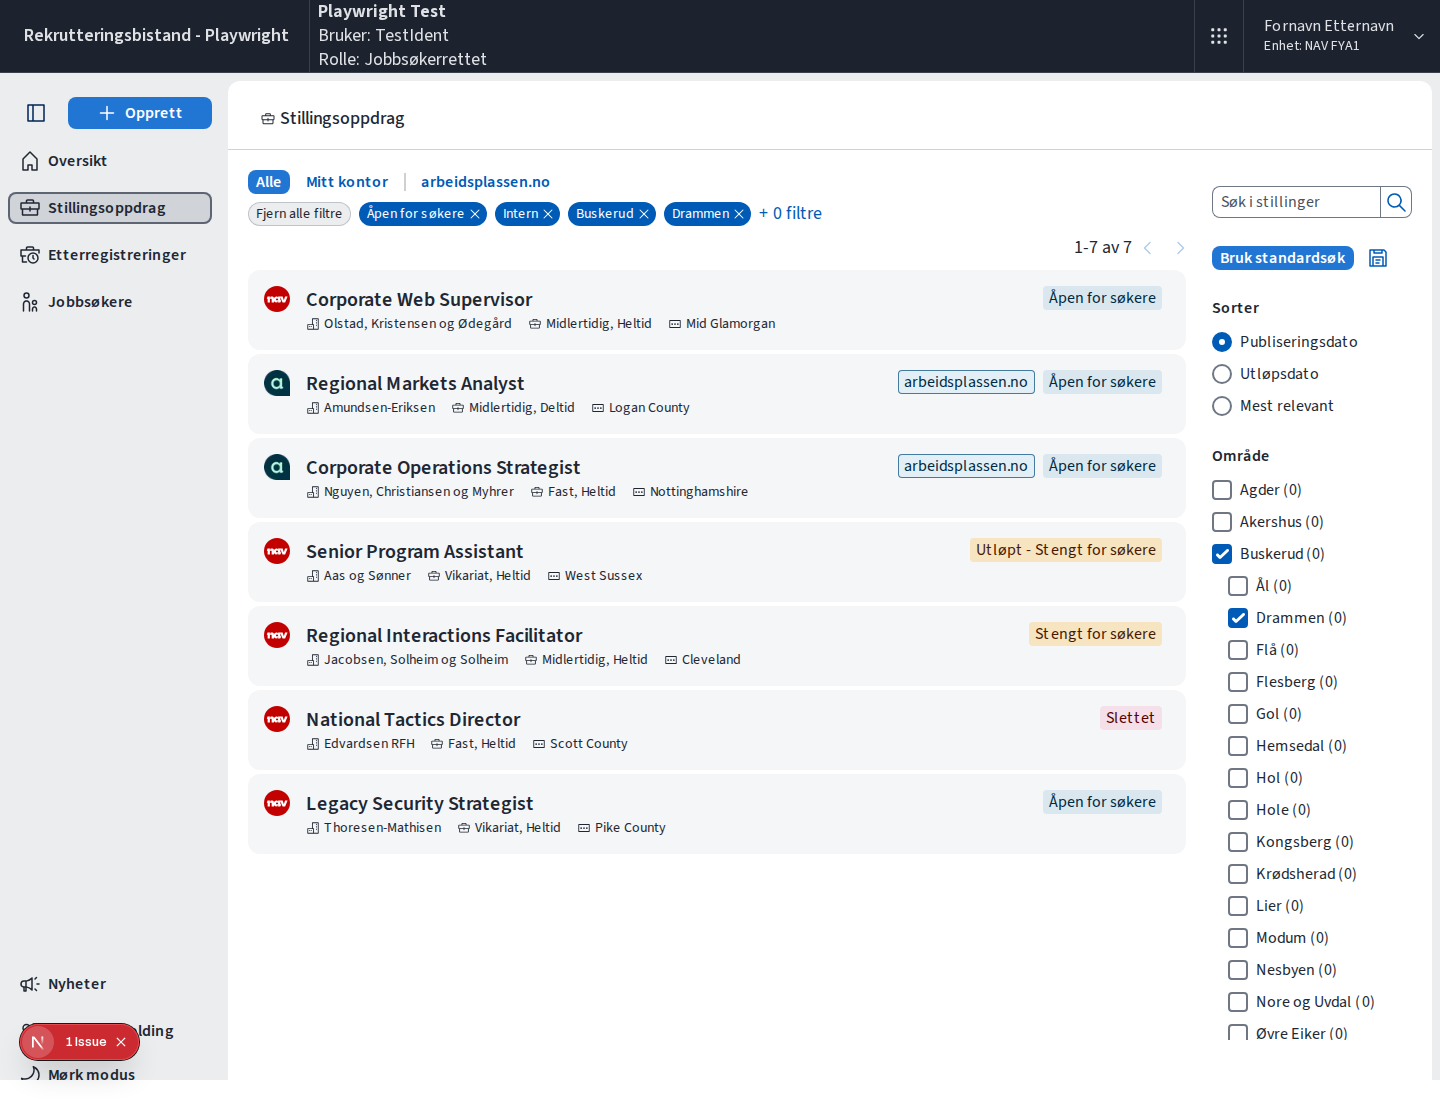 Rekrutteringsbistand - Playwright
Playwright Test
Bruker: TestIdent
Rolle: Jobbsøkerrettet
Fornavn Etternavn
Enhet: NAV FYA1
Opprett
Oversikt
Stillingsoppdrag
Etterregistreringer
Jobbsøkere
Nyheter
lding
1 Issue
Mørk modus
Stillingsoppdrag
Alle
Mitt kontor
arbeidsplassen.no
Fjern alle filtre
Åpen for søkere
Intern
Buskerud
Drammen
+ 0 filtre
1-7 av 7
nav
Corporate Web Supervisor
Åpen for søkere
Olstad, Kristensen og Ødegård Midlertidig, Heltid Mid Glamorgan
a
Regional Markets Analyst
arbeidsplassen.no Åpen for søkere
Amundsen-Eriksen Midlertidig, Deltid Logan County
a
Corporate Operations Strategist
arbeidsplassen.no Åpen for søkere
Nguyen, Christiansen og Myhrer Fast, Heltid Nottinghamshire
nav
Senior Program Assistant
Utløpt - Stengt for søkere
Aas og Sønner Vikariat, Heltid West Sussex
nav
Regional Interactions Facilitator
Stengt for søkere
Jacobsen, Solheim og Solheim Midlertidig, Heltid Cleveland
nav
National Tactics Director
Slettet
Edvardsen RFH Fast, Heltid Scott County
nav
Legacy Security Strategist
Åpen for søkere
Thoresen-Mathisen Vikariat, Heltid Pike County
Søk i stillinger
Bruk standardsøk
Sorter
Publiseringsdato
Utløpsdato
Mest relevant
Område
Agder (0)
Akershus (0)
Buskerud (0)
Ål (0)
Drammen (0)
Flå (0)
Flesberg (0)
Gol (0)
Hemsedal (0)
Hol (0)
Hole (0)
Kongsberg (0)
Krødsherad (0)
Lier (0)
Modum (0)
Nesbyen (0)
Nore og Uvdal (0)
Øvre Eiker (0)